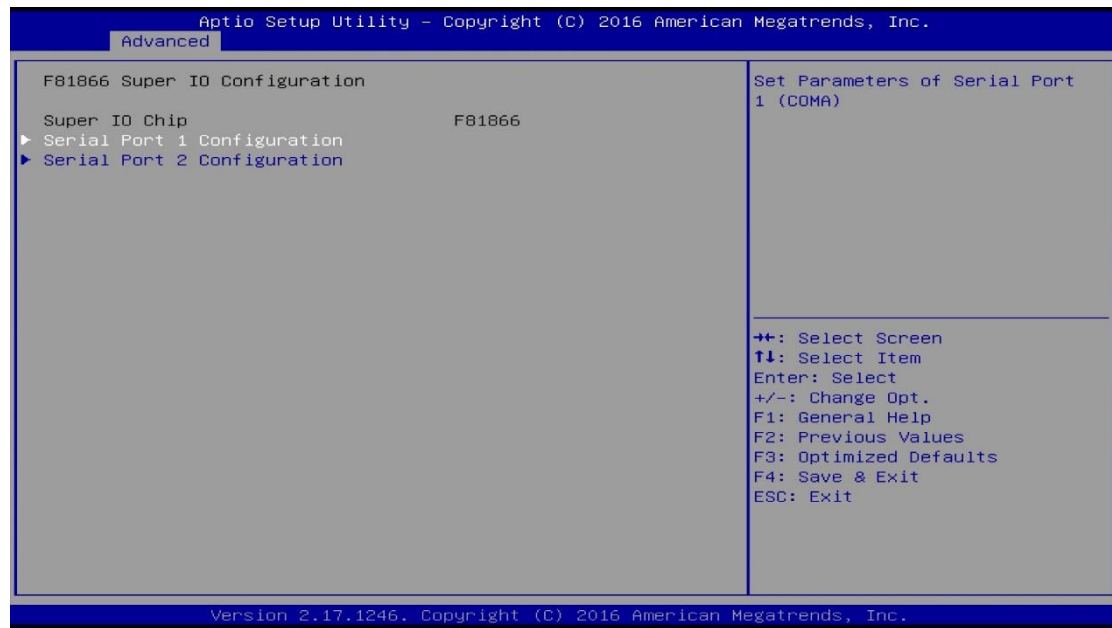 Aptio Setup Utility – Copyright (C) 2016 American Megatrends, Inc.
Advanced
F81866 Super IO Configuration
Super IO Chip F81866
▶ Serial Port 1 Configuration
▶ Serial Port 2 Configuration
Set Parameters of Serial Port
1 (COMA)
→←: Select Screen
↑↓: Select Item
Enter: Select
+/-: Change Opt.
F1: General Help
F2: Previous Values
F3: Optimized Defaults
F4: Save & Exit
ESC: Exit
Version 2.17.1246. Copyright (C) 2016 American Megatrends, Inc.